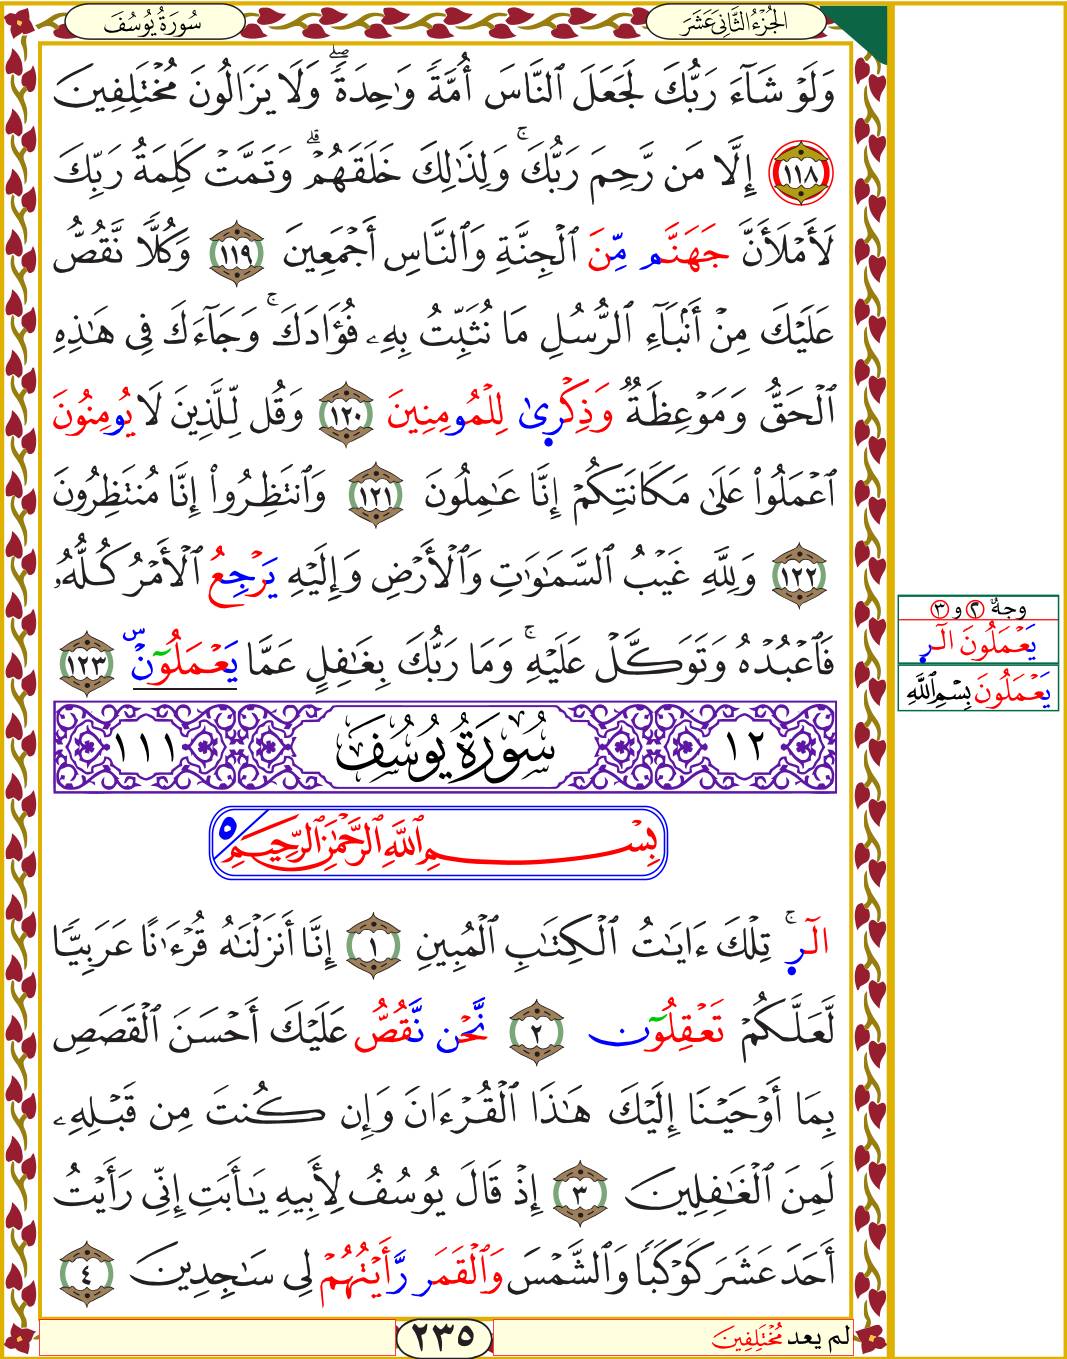 الجُزْءُ الثَّانِي عَشَرَ
سُورَةُ يُوسُفَ
وَلَوْ شَآءَ رَبُّكَ لَجَعَلَ ٱلنَّاسَ أُمَّةً وَٰحِدَةً ۖ وَلَا يَزَالُونَ مُخْتَلِفِينَ
١١٨ إِلَّا مَن رَّحِمَ رَبُّكَ ۚ وَلِذَٰلِكَ خَلَقَهُمْ ۗ وَتَمَّتْ كَلِمَةُ رَبِّكَ
لَأَمْلَأَنَّ جَهَنَّم مِّنَ ٱلْجِنَّةِ وَٱلنَّاسِ أَجْمَعِينَ ١١٩ وَكُلًّا نَّقُصُّ
عَلَيْكَ مِنْ أَنۢبَآءِ ٱلرُّسُلِ مَا نُثَبِّتُ بِهِۦ فُؤَادَكَ ۚ وَجَآءَكَ فِى هَٰذِهِ
ٱلْحَقُّ وَمَوْعِظَةٌ وَذِكْرِىٰ لِلْمُومِنِينَ ١٢٠ وَقُل لِّلَّذِينَ لَا يُومِنُونَ
ٱعْمَلُوا۟ عَلَىٰ مَكَانَتِكُمْ إِنَّا عَٰمِلُونَ ١٢١ وَٱنتَظِرُوٓا۟ إِنَّا مُنتَظِرُونَ
١٢٢ وَلِلَّهِ غَيْبُ ٱلسَّمَٰوَٰتِ وَٱلْأَرْضِ وَإِلَيْهِ يَرْجِعُ ٱلْأَمْرُ كُلُّهُۥ
فَٱعْبُدْهُ وَتَوَكَّلْ عَلَيْهِ ۚ وَمَا رَبُّكَ بِغَٰفِلٍ عَمَّا يَعْمَلُوٓنَْ س ١٢٣
١٢ سُورَةُ يُوسُفَ ١١١
بِسْمِ ٱللَّهِ ٱلرَّحْمَٰنِ ٱلرَّحِيمِ ٥
الٓر ۚ تِلْكَ ءَايَٰتُ ٱلْكِتَٰبِ ٱلْمُبِينِ ١ إِنَّآ أَنزَلْنَٰهُ قُرْءَٰنًا عَرَبِيًّا
لَّعَلَّكُمْ تَعْقِلُوٓن ٢ نَّحْن نَّقُصُّ عَلَيْكَ أَحْسَنَ ٱلْقَصَصِ
بِمَآ أَوْحَيْنَآ إِلَيْكَ هَٰذَا ٱلْقُرْءَانَ وَإِن كُنتَ مِن قَبْلِهِۦ
لَمِنَ ٱلْغَٰفِلِينَ ٣ إِذْ قَالَ يُوسُفُ لِأَبِيهِ يَٰٓأَبَتِ إِنِّى رَأَيْتُ
أَحَدَ عَشَرَ كَوْكَبًا وَٱلشَّمْسَ وَٱلْقَمَر رَّأَيْتُهُمْ لِى سَٰجِدِينَ ٤
وجهٌ ٢ و ٣
يَعْمَلُونَ الٓر
يَعْمَلُونَ بِسْمِ ٱللَّهِ
لم يعد مُخْتَلِفِينَ
٢٣٥